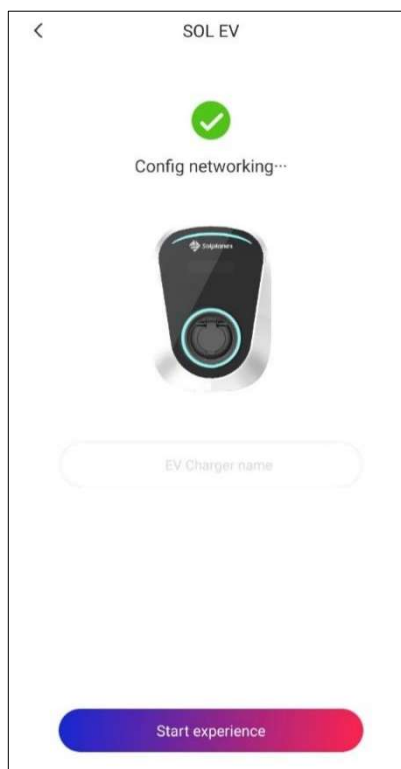 SOL EV
Config networking···
Solplanet
EV Charger name
Start experience